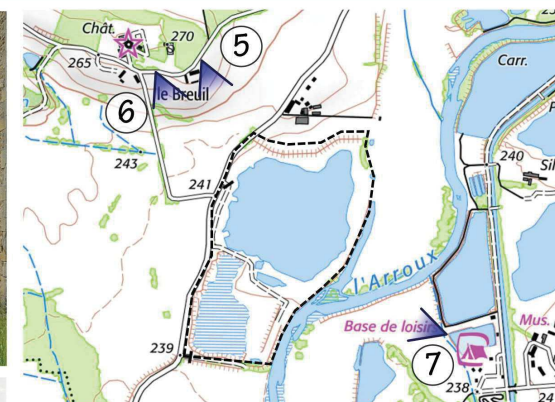 Chât.
270
5
265
le Breuil
Carr.
6
243
241
240
Sil
l'Arroux
Base de loisir
Mus.
239
7
238